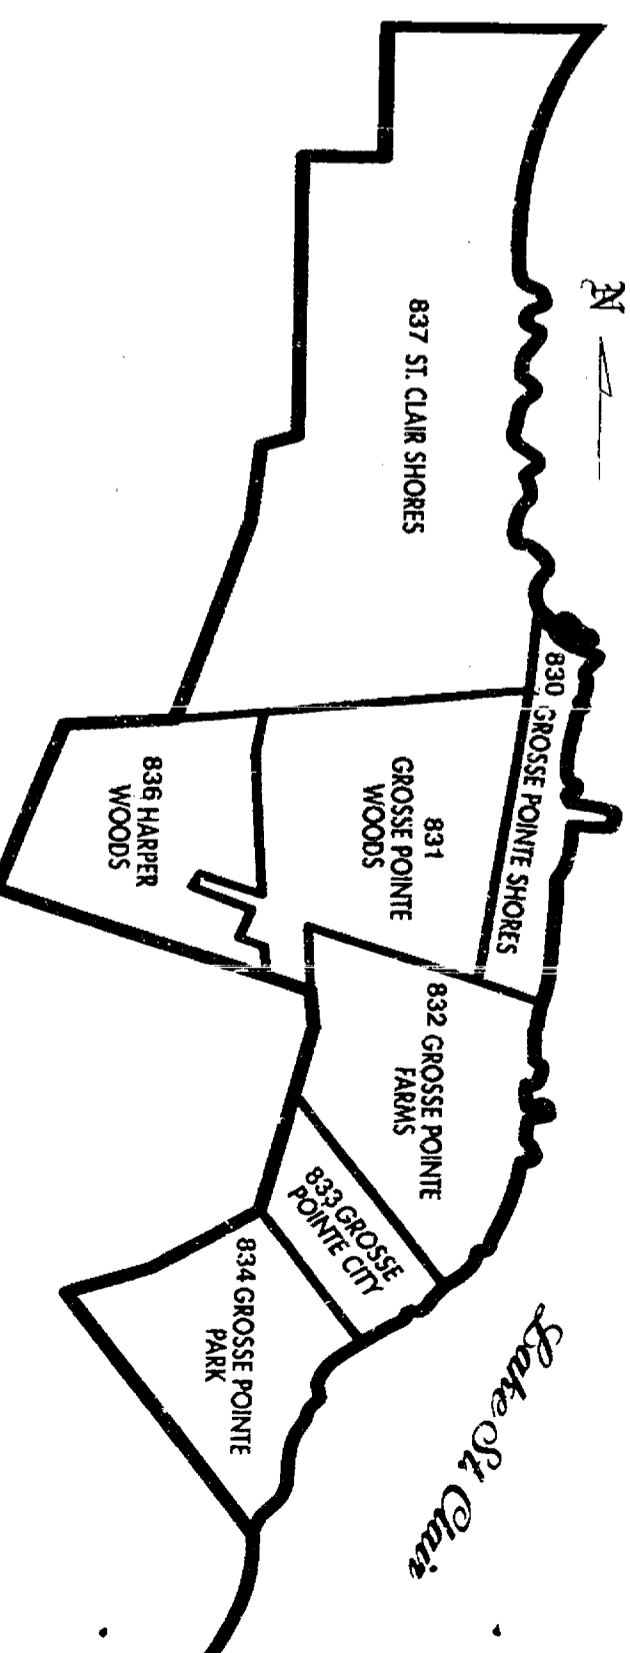 N
837 ST. CLAIR SHORES
830 GROSSE POINTE SHORES
831
GROSSE POINTE
WOODS
836 HARPER
WOODS
832 GROSSE POINTE
FARMS
833 GROSSE
POINTE CITY
834 GROSSE POINTE
PARK
Lake St Clair